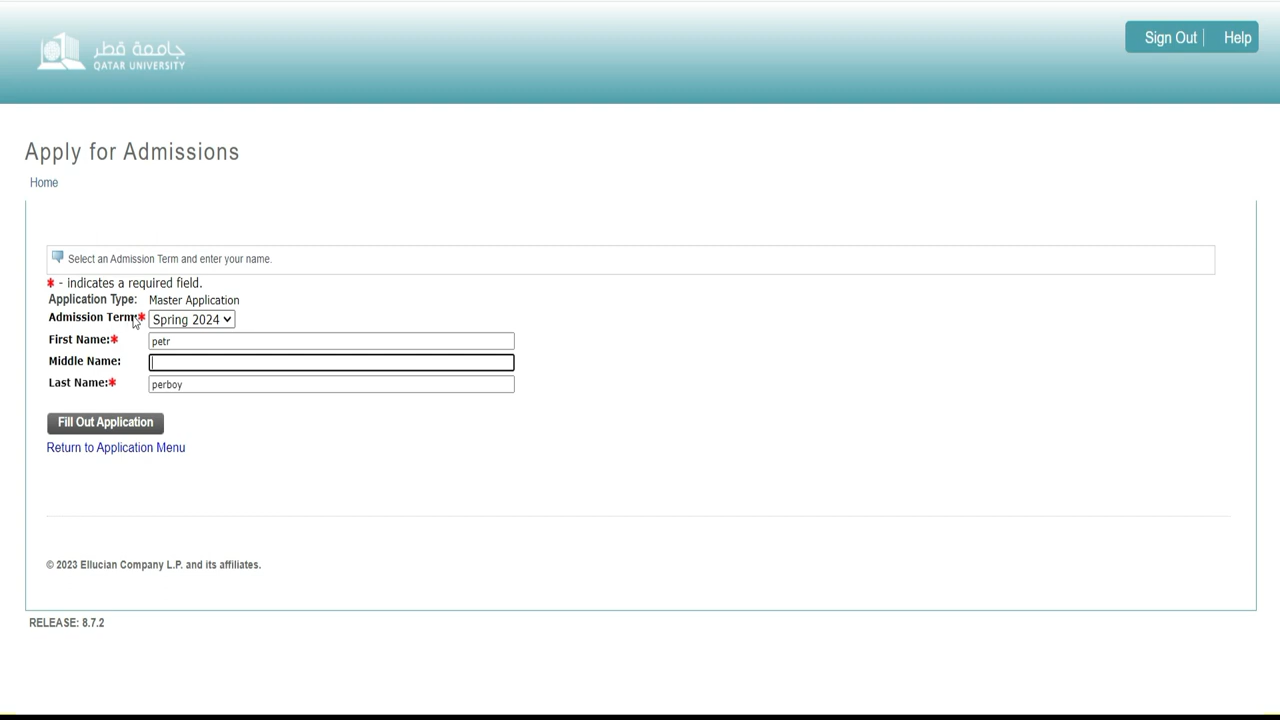 جامعة قطر
QATAR UNIVERSITY
Sign Out
Help
Apply for Admissions
Home
Select an Admission Term and enter your name.
* - indicates a required field.
Application Type: Master Application
Admission Term:* Spring 2024
First Name:* petr
Middle Name:
Last Name:* perboy
Fill Out Application
Return to Application Menu
© 2023 Ellucian Company L.P. and its affiliates.
RELEASE: 8.7.2